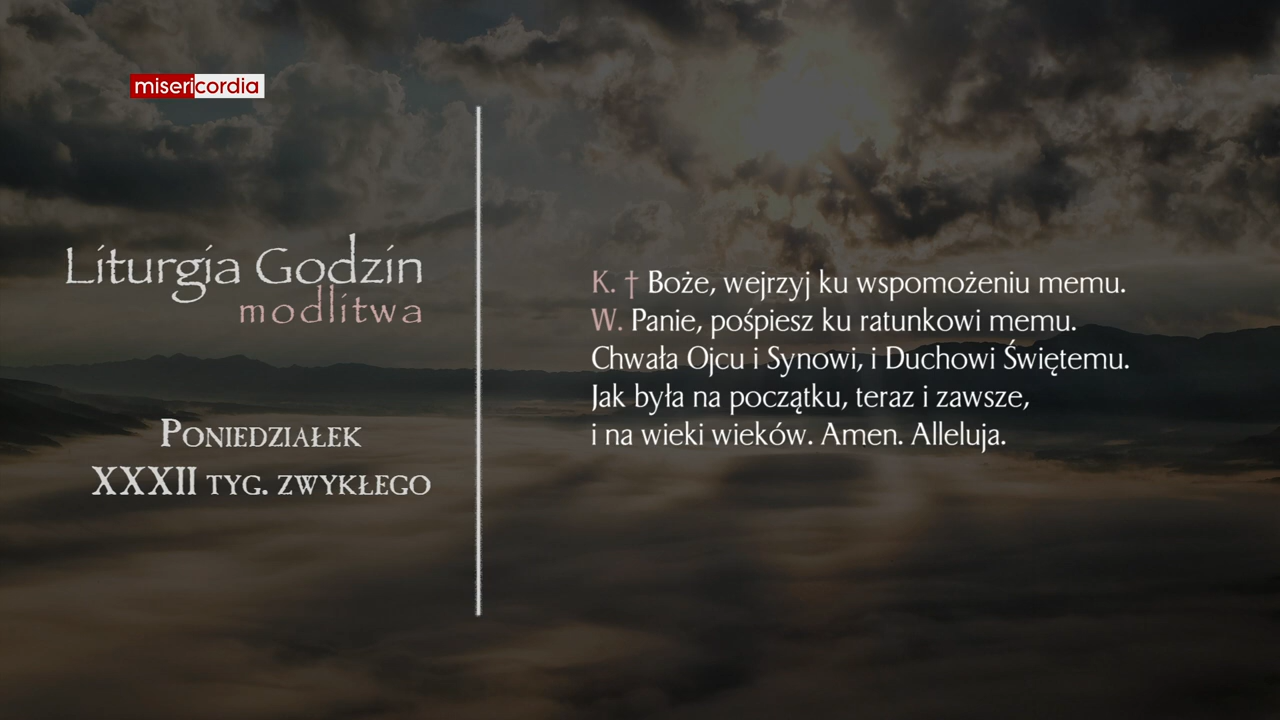 misericordia
Liturgia Godzin
modlitwa
Poniedziałek
XXXII tyg. zwykłego
K. † Boże, wejrzyj ku wspomożeniu memu.
W. Panie, pośpiesz ku ratunkowi memu.
Chwała Ojcu i Synowi, i Duchowi Świętemu.
Jak była na początku, teraz i zawsze,
i na wieki wieków. Amen. Alleluja.